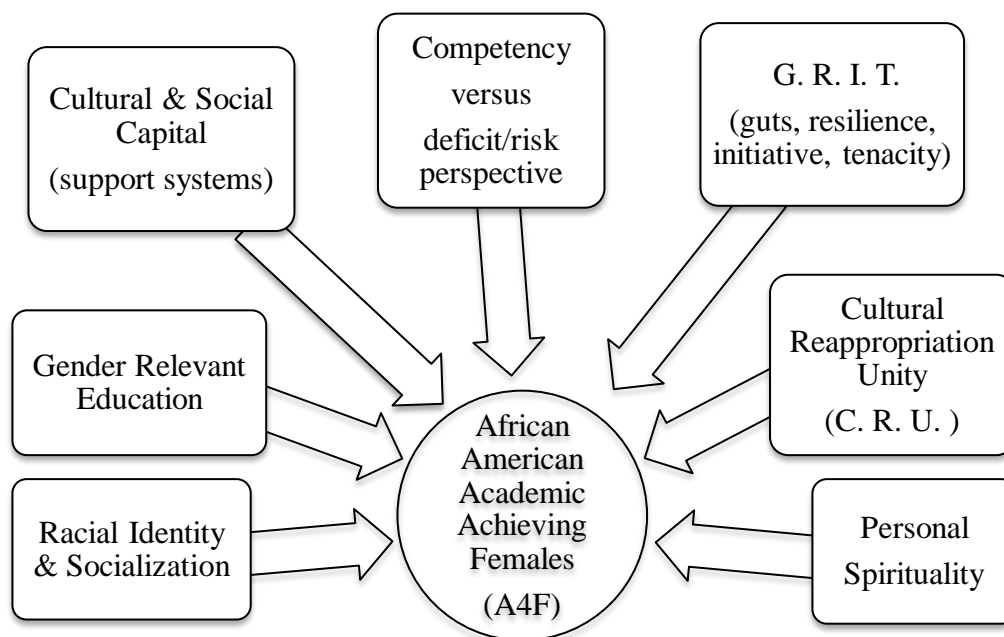 Cultural & Social
Capital
(support systems)
Competency
versus
deficit/risk
perspective
G. R. I. T.
(guts, resilience,
initiative, tenacity)
Gender Relevant
Education
Cultural
Reappropriation
Unity
(C. R. U. )
African
American
Academic
Achieving
Females
(A4F)
Racial Identity
& Socialization
Personal
Spirituality